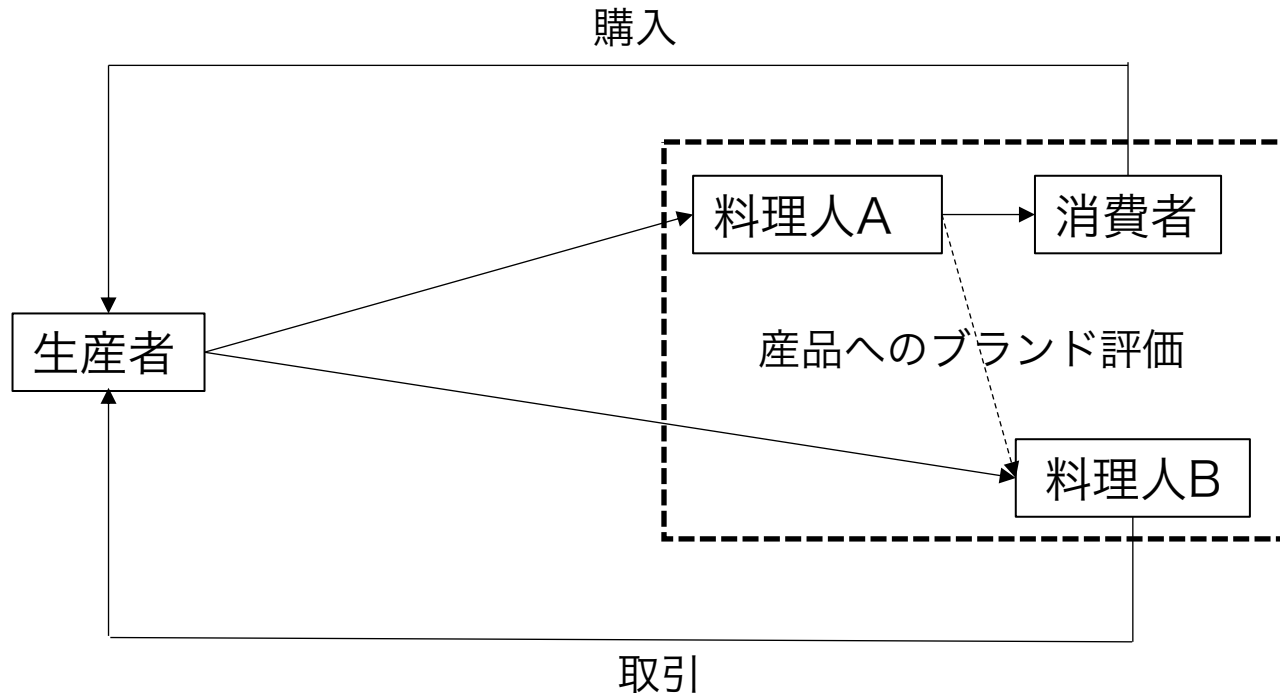 購入
料理人A
消費者
生産者
産品へのブランド評価
料理人B
取引